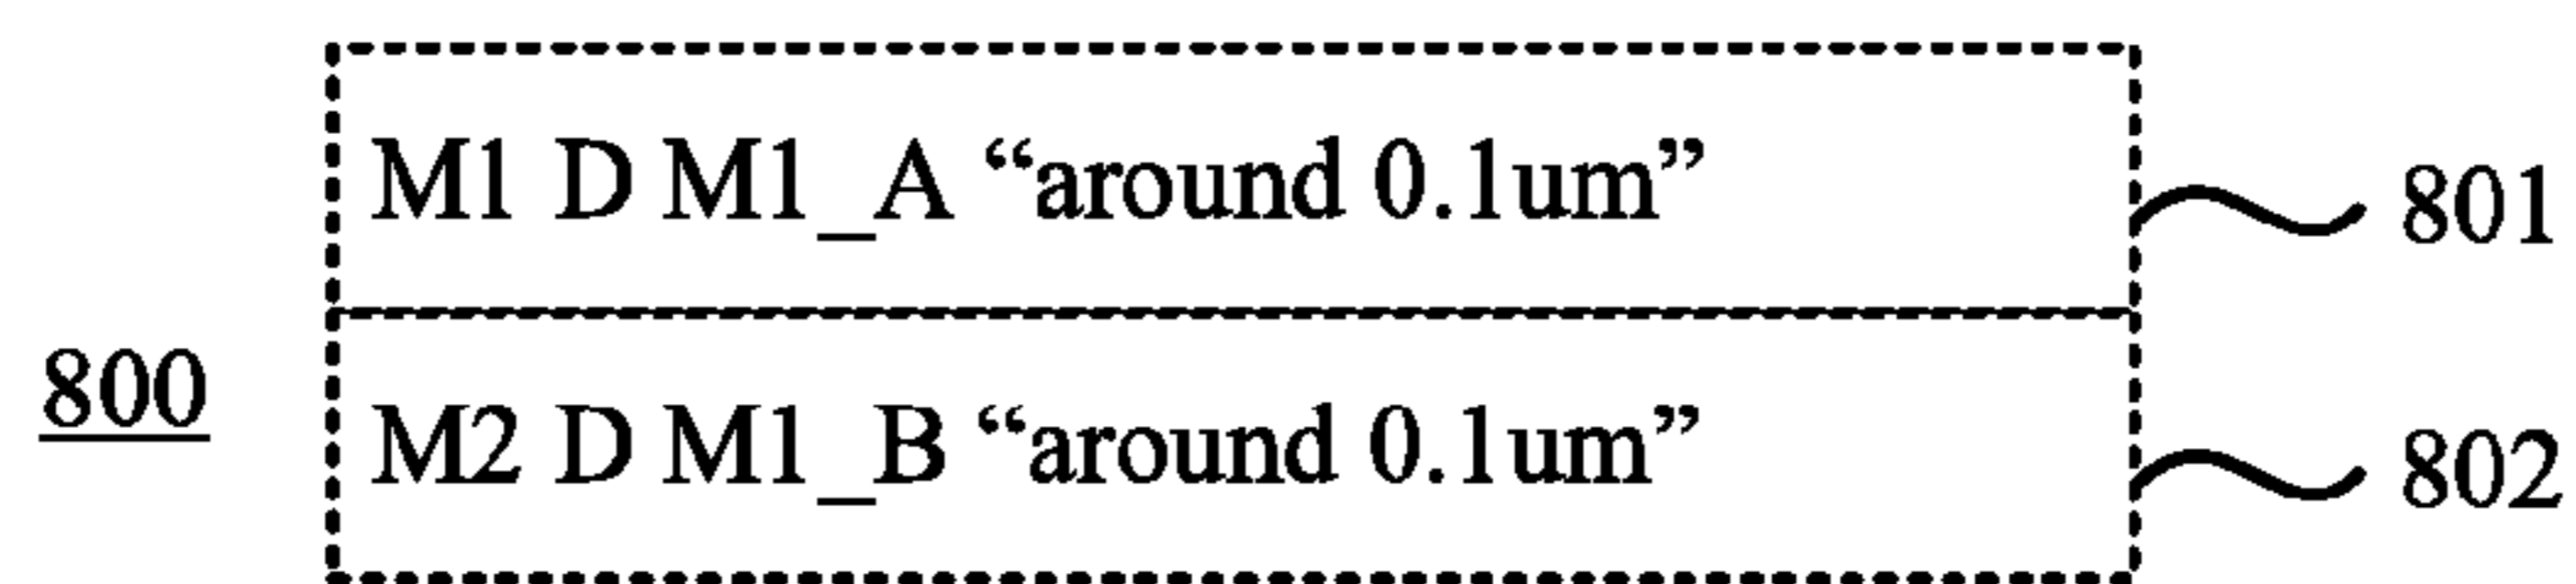 M1 D M1_A “around 0.1um”
801
800
M2 D M1_B “around 0.1um”
802